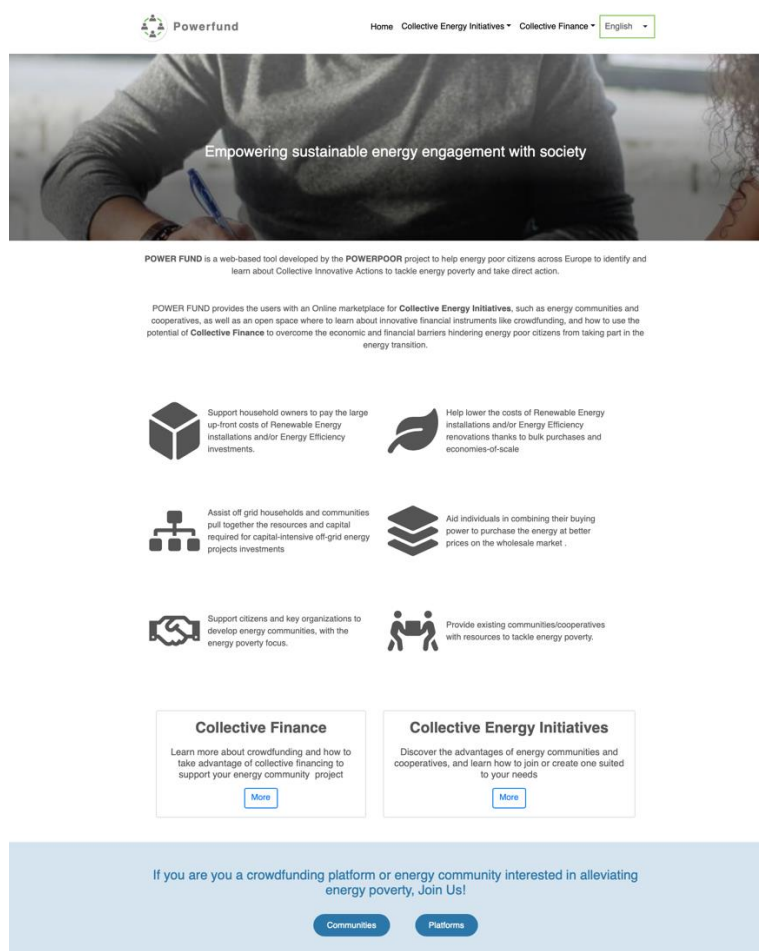 Powerfund
Home Collective Energy Initiatives Collective Finance English
Empowering sustainable energy engagement with society
POWER FUND is a web-based tool developed by the POWERPOOR project to help energy poor citizens across Europe to identify and
learn about Collective Innovative Actions to tackle energy poverty and take direct action.
POWER FUND provides the users with an Online marketplace for Collective Energy Initiatives, such as energy communities and
cooperatives, as well as an open space where to learn about innovative financial instruments like crowdfunding, and how to use the
potential of Collective Finance to overcome the economic and financial barriers hindering energy poor citizens from taking part in the
energy transition.
Support household owners to pay the large
up-front costs of Renewable Energy
installations and/or Energy Efficiency
investments.
Help lower the costs of Renewable Energy
installations and/or Energy Efficiency
renovations thanks to bulk purchases and
economies-of-scale
Assist off grid households and communities
pull together the resources and capital
required for capital-intensive off-grid energy
projects investments
Aid individuals in combining their buying
power to purchase the energy at better
prices on the wholesale market .
Support citizens and key organizations to
develop energy communities, with the
energy poverty focus.
Provide existing communities/cooperatives
with resources to tackle energy poverty.
Collective Finance
Learn more about crowdfunding and how to
take advantage of collective financing to
support your energy community project
More
Collective Energy Initiatives
Discover the advantages of energy communities and
cooperatives, and learn how to join or create one suited
to your needs
More
If you are you a crowdfunding platform or energy community interested in alleviating
energy poverty, Join Us!
Communities
Platforms